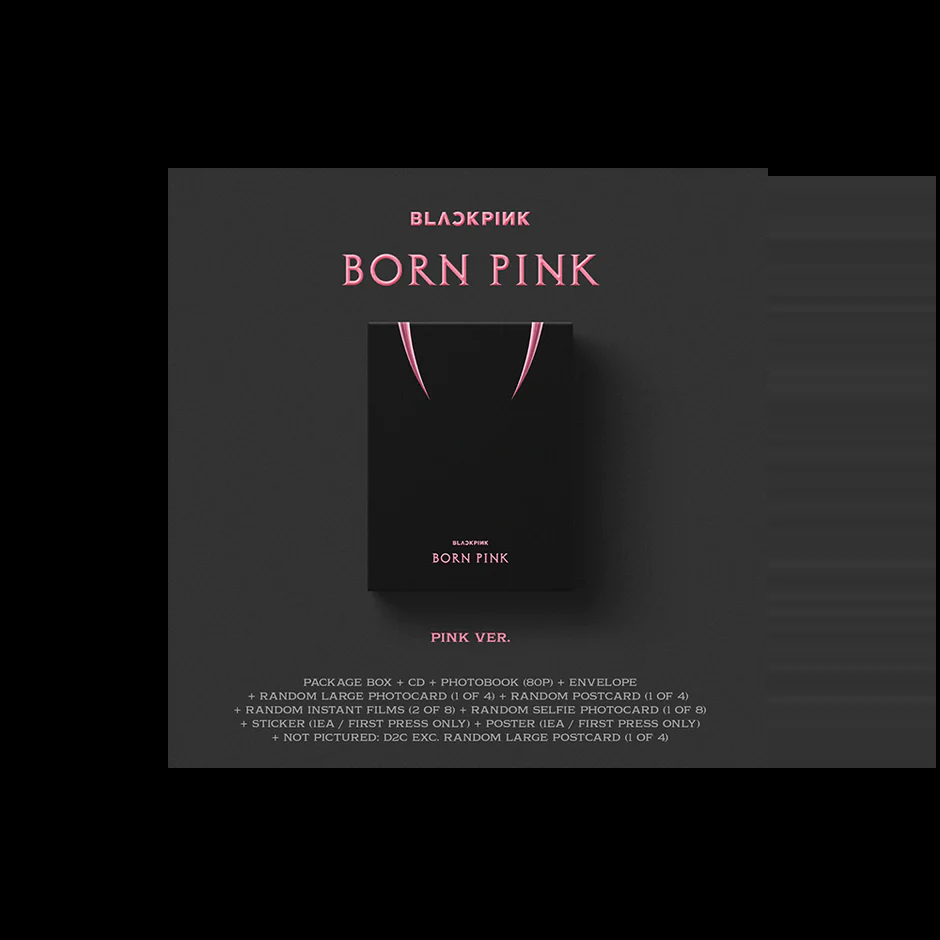 BLACKPINK
BORN PINK
BLACKPINK
BORN PINK
PINK VER.
PACKAGE BOX + CD + PHOTOBOOK (80P) + ENVELOPE
+ RANDOM LARGE PHOTOCARD (1 OF 4) + RANDOM POSTCARD (1 OF 4)
+ RANDOM INSTANT FILMS (2 OF 8) + RANDOM SELFIE PHOTOCARD (1 OF 8)
+ STICKER (1EA / FIRST PRESS ONLY) + POSTER (1EA / FIRST PRESS ONLY)
+ NOT PICTURED: D2C EXC. RANDOM LARGE POSTCARD (1 OF 4)